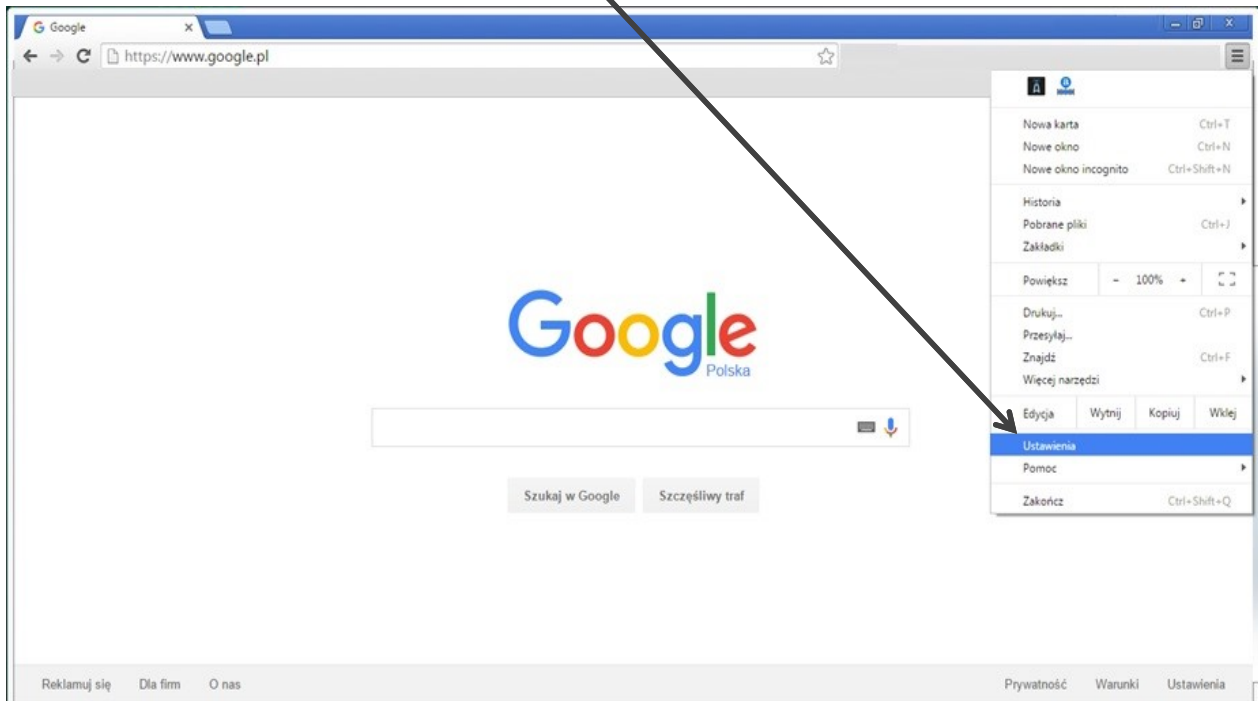 Google
https://www.google.pl
Nowa karta Ctrl+T
Nowe okno Ctrl+N
Nowe okno incognito Ctrl+Shift+N
Historia
Pobrane pliki Ctrl+J
Zakładki
Powiększ - 100% +
Drukuj... Ctrl+P
Przesyłaj...
Znajdź Ctrl+F
Więcej narzędzi
Edycja Wytnij Kopiuj Wklej
Ustawienia
Pomoc
Zakończ Ctrl+Shift+Q
Google
Polska
Szukaj w Google Szczęśliwy traf
Reklamuj się Dla firm O nas Prywatność Warunki Ustawienia